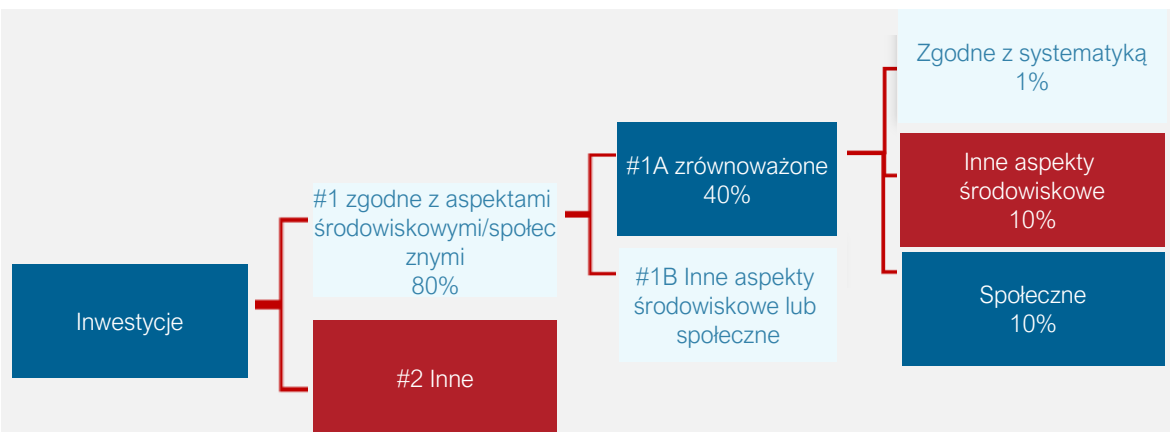 Inwestycje
#1 zgodne z aspektami
środowiskowymi/społec
znymi
80%
#2 Inne
#1A zrównoważone
40%
#1B Inne aspekty
środowiskowe lub
społeczne
Zgodne z systematyką
1%
Inne aspekty
środowiskowe
10%
Społeczne
10%